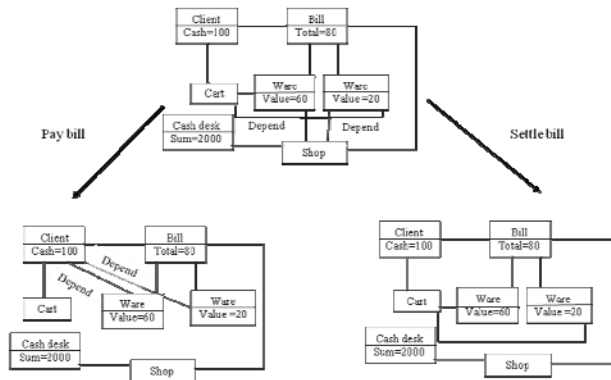 Client
Cash=100
Bill
Total=80
Cart
Ware
Value=60
Ware
Value=20
Cash desk
Sum=2000
Depend
Depend
Shop
Pay bill
Settle bill
Client
Cash=100
Bill
Total=80
Depend
Depend
Cart
Ware
Value=60
Ware
Value=20
Cash desk
Sum=2000
Shop
Client
Cash=100
Bill
Total=80
Cart
Ware
Value=60
Ware
Value=20
Cash desk
Sum=2000
Shop